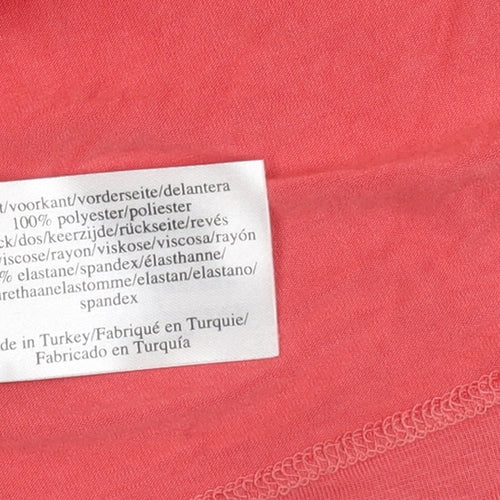 t/voorkant/vorderseite/delantera
100% polyester/poliester
ck/dos/keerzijde/rückseite/revés
viscose/rayon/viskose/viscosa/rayón
% elastane/spandex/élasthanne/
urethaanelastomme/elastan/elastano/
spandex
de in Turkey/Fabriqué en Turquie/
Fabricado en Turquía